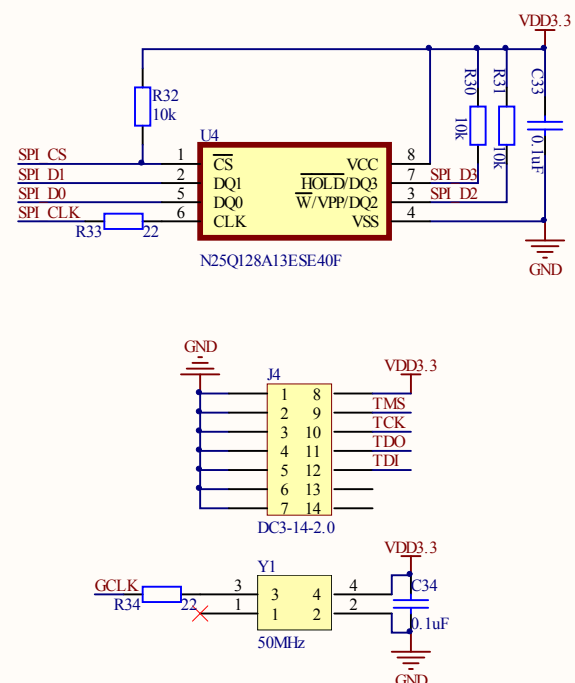 VDD3.3
R32
10k
R30
10k
R31
10k
C33
0.1uF
U4
SPI_CS 1 CS VCC 8
SPI_D1 2 DQ1 HOLD/DQ3 7 SPI_D3
SPI_D0 5 DQ0 W/VPP/DQ2 3 SPI_D2
SPI_CLK 6 CLK VSS 4
R33 22
N25Q128A13ESE40F
GND
GND
J4
VDD3.3
1 8
2 9 TMS
3 10 TCK
4 11 TDO
5 12 TDI
6 13
7 14
DC3-14-2.0
VDD3.3
Y1
GCLK 3 3 4 4 C34
R34 22 1 1 2 2 0.1uF
50MHz
GND